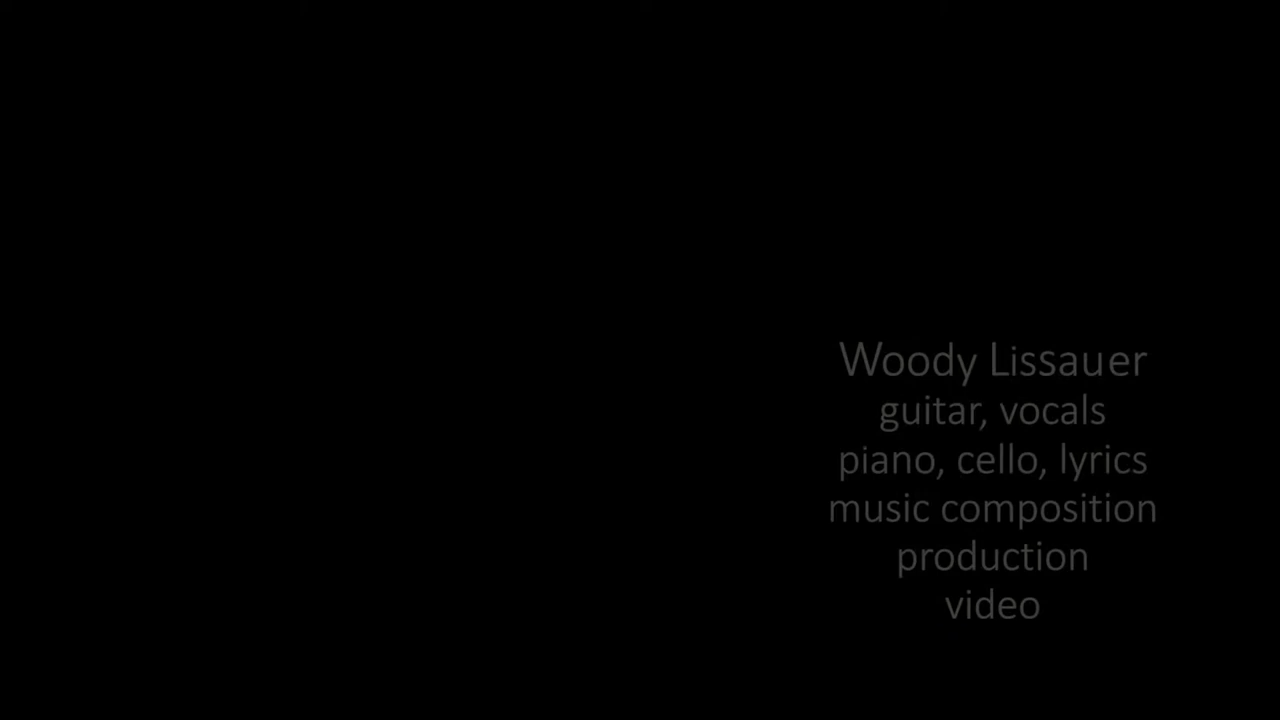 Woody Lissauer
guitar, vocals
piano, cello, lyrics
music composition
production
video